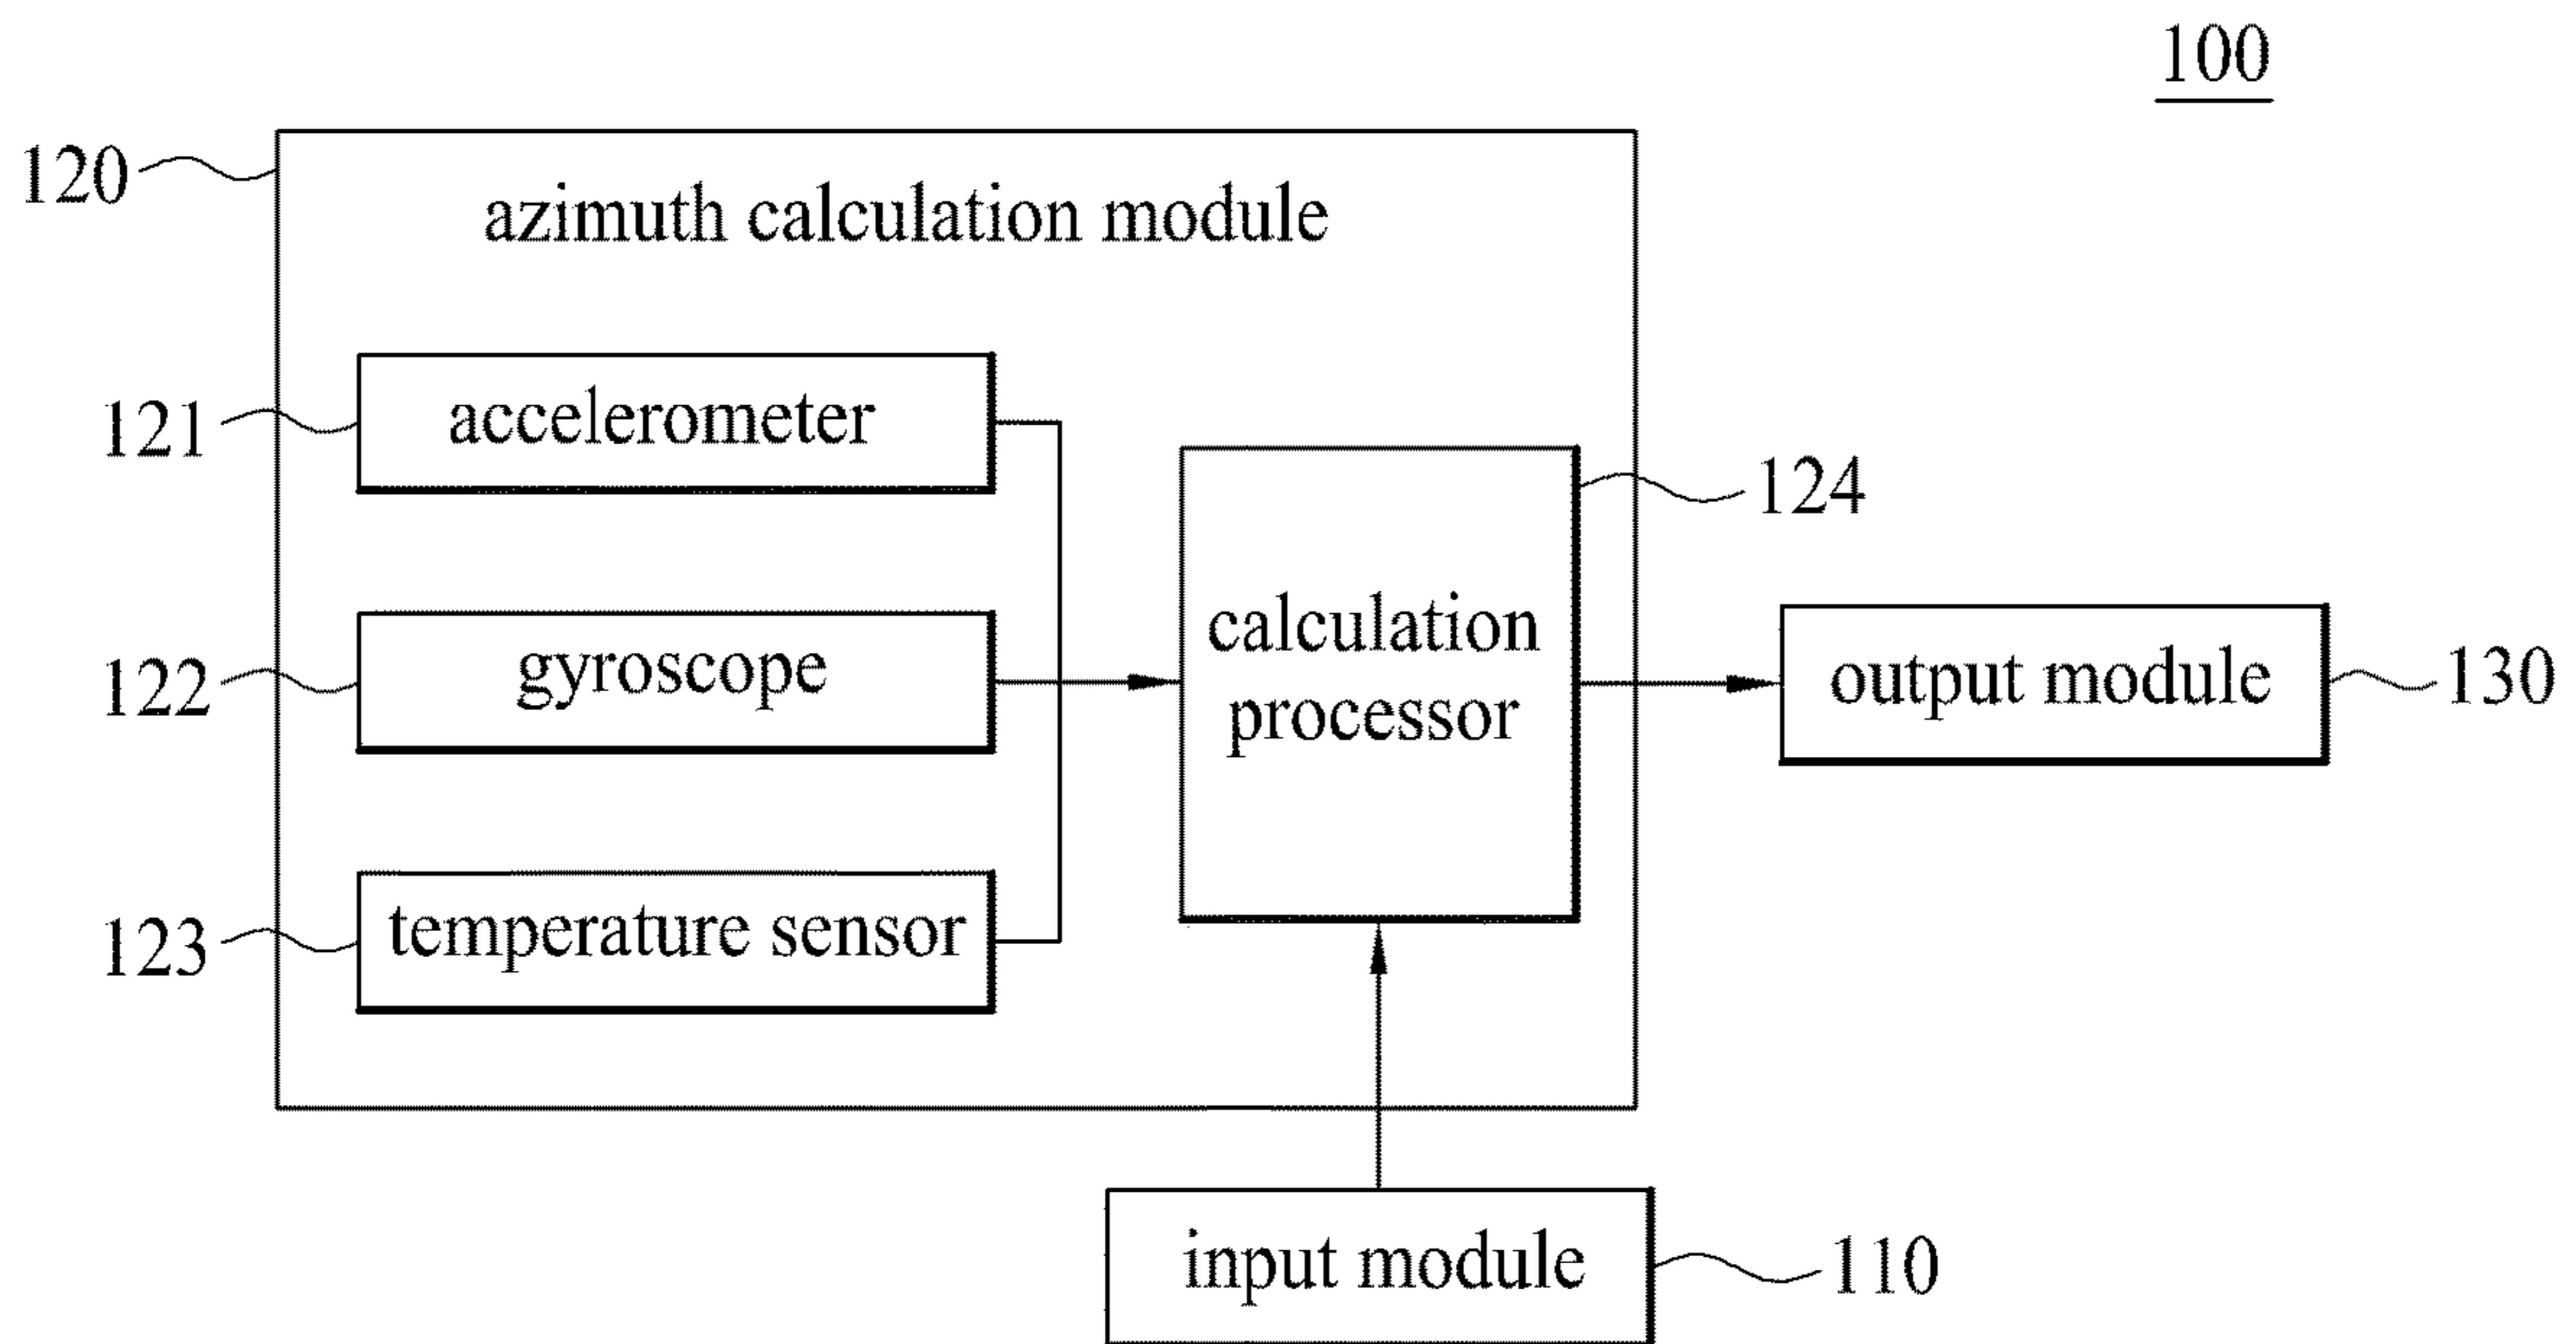 100
120
azimuth calculation module
121
accelerometer
124
calculation
processor
122
gyroscope
output module
130
123
temperature sensor
input module
110